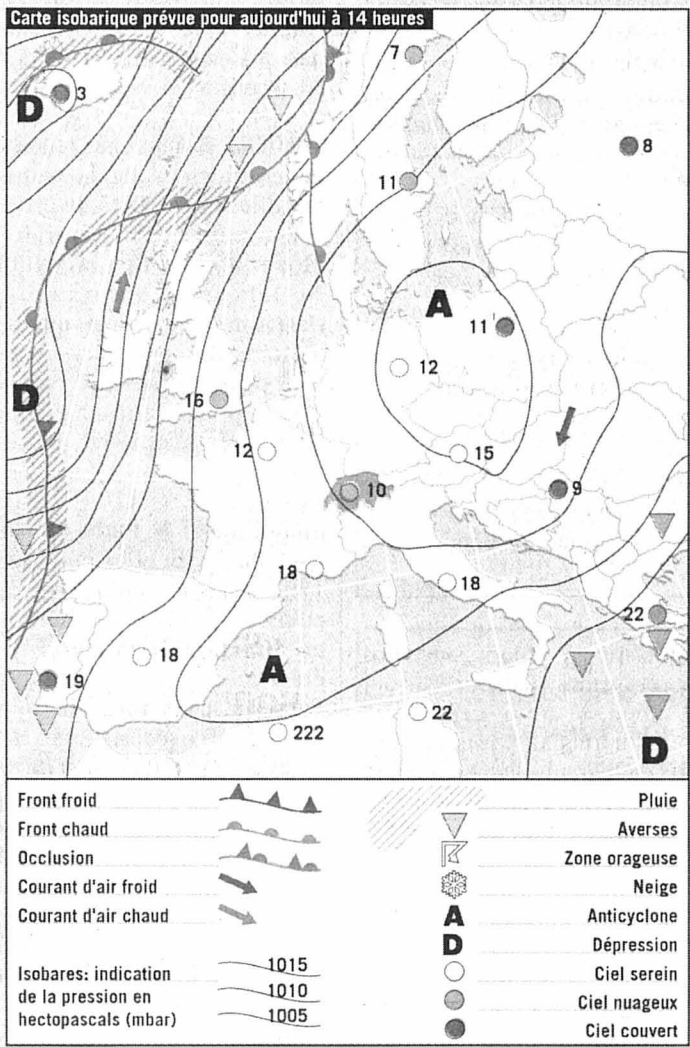 Carte isobarique prévue pour aujourd'hui à 14 heures
7
D
3
8
11
A
11
12
D
16
12
15
10
9
18
18
22
18
A
19
22
222
D
Front froid
Front chaud
Occlusion
Courant d'air froid
Courant d'air chaud
Isobares: indication
de la pression en
hectopascals (mbar)
1015
1010
1005
Pluie
Averses
Zone orageuse
Neige
A Anticyclone
D Dépression
Ciel serein
Ciel nuageux
Ciel couvert